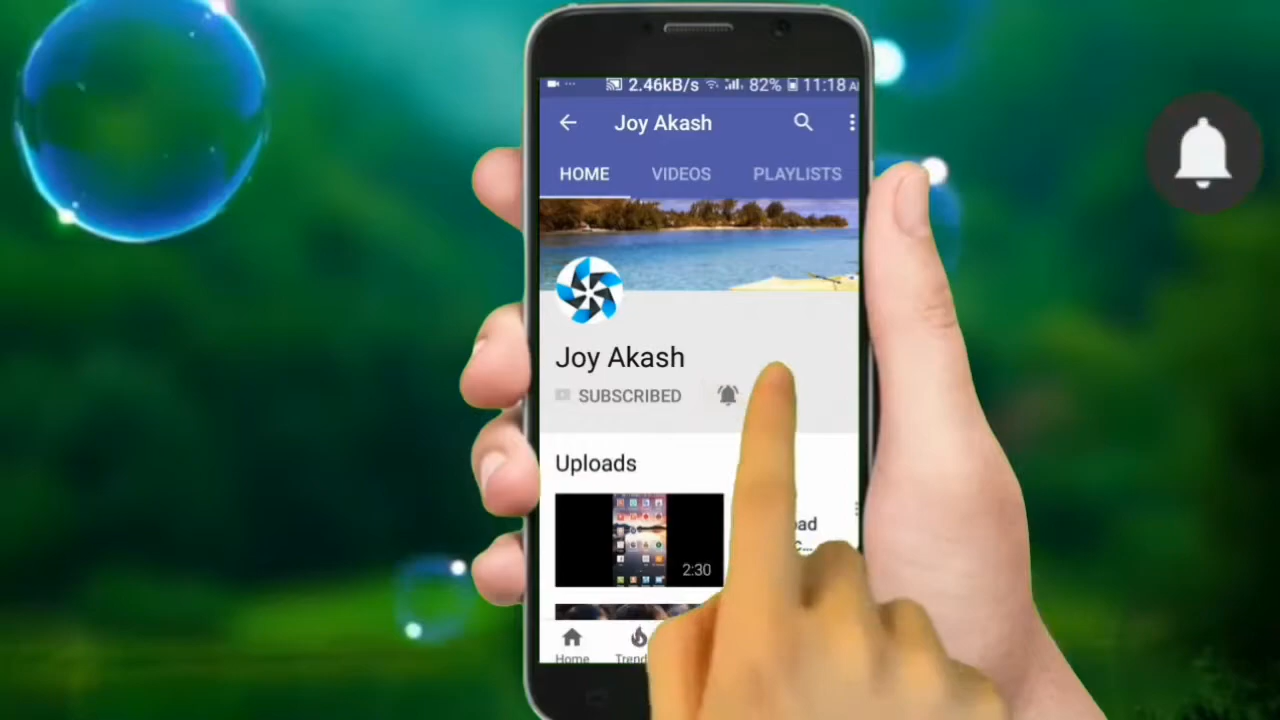 2.46kB/s 82% 11:18
Joy Akash
HOME VIDEOS PLAYLISTS
Joy Akash
SUBSCRIBED
Uploads
2:30
Home